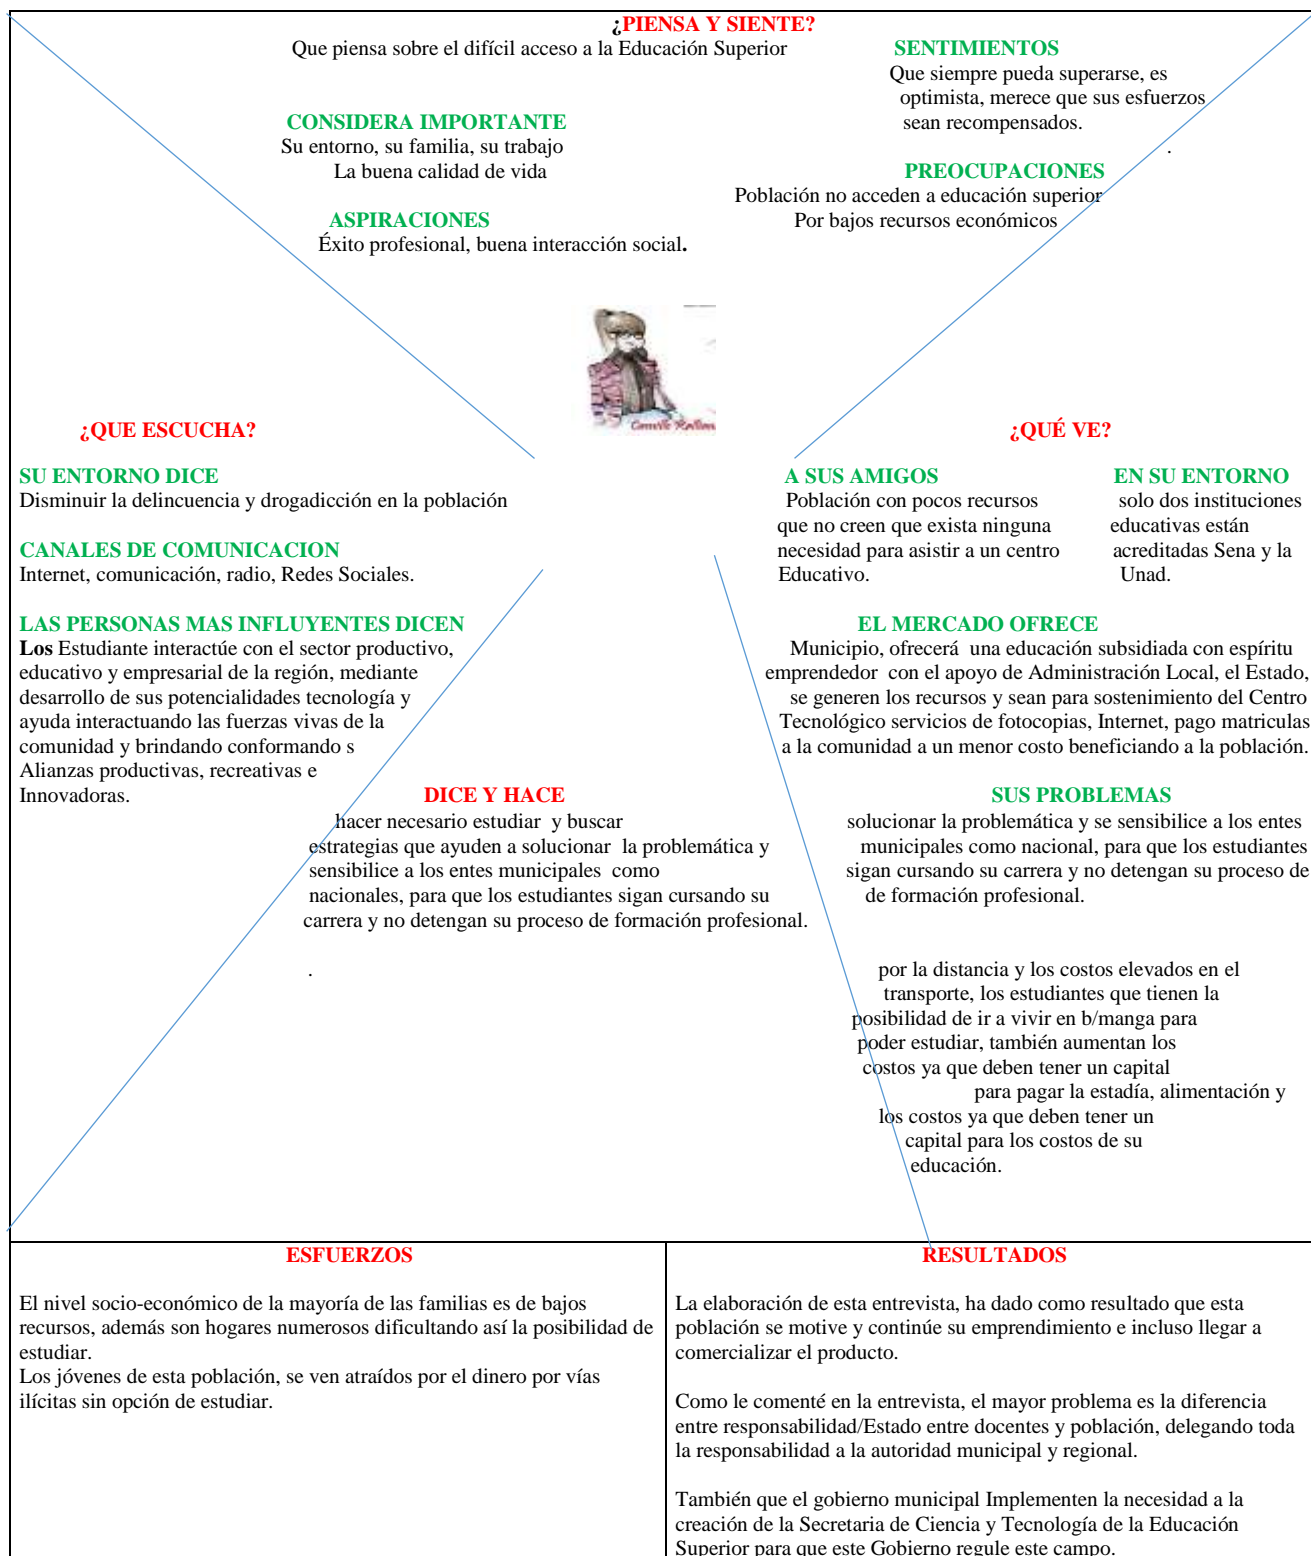 ¿PIENSA Y SIENTE?
Que piensa sobre el difícil acceso a la Educación Superior
SENTIMIENTOS
Que siempre pueda superarse, es
optimista, merece que sus esfuerzos
sean recompensados.
.
CONSIDERA IMPORTANTE
Su entorno, su familia, su trabajo
La buena calidad de vida
PREOCUPACIONES
Población no acceden a educación superior
Por bajos recursos económicos
ASPIRACIONES
Éxito profesional, buena interacción social.
¿QUE ESCUCHA?
SU ENTORNO DICE
Disminuir la delincuencia y drogadicción en la población
CANALES DE COMUNICACION
Internet, comunicación, radio, Redes Sociales.
LAS PERSONAS MAS INFLUYENTES DICEN
Los Estudiante interactúe con el sector productivo,
educativo y empresarial de la región, mediante
desarrollo de sus potencialidades tecnología y
ayuda interactuando las fuerzas vivas de la
comunidad y brindando conformando s
Alianzas productivas, recreativas e
Innovadoras.
¿QUÉ VE?
A SUS AMIGOS
Población con pocos recursos
que no creen que exista ninguna
necesidad para asistir a un centro
Educativo.
EN SU ENTORNO
solo dos instituciones
educativas están
acreditadas Sena y la
Unad.
EL MERCADO OFRECE
Municipio, ofrecerá una educación subsidiada con espíritu
emprendedor con el apoyo de Administración Local, el Estado,
se generen los recursos y sean para sostenimiento del Centro
Tecnológico servicios de fotocopias, Internet, pago matriculas
a la comunidad a un menor costo beneficiando a la población.
DICE Y HACE
hacer necesario estudiar y buscar
estrategias que ayuden a solucionar la problemática y
sensibilice a los entes municipales como
nacionales, para que los estudiantes sigan cursando su
carrera y no detengan su proceso de formación profesional.
.
SUS PROBLEMAS
solucionar la problemática y se sensibilice a los entes
municipales como nacional, para que los estudiantes
sigan cursando su carrera y no detengan su proceso de
de formación profesional.
por la distancia y los costos elevados en el
transporte, los estudiantes que tienen la
posibilidad de ir a vivir en b/manga para
poder estudiar, también aumentan los
costos ya que deben tener un capital
para pagar la estadía, alimentación y
los costos ya que deben tener un
capital para los costos de su
educación.
ESFUERZOS
El nivel socio-económico de la mayoría de las familias es de bajos
recursos, además son hogares numerosos dificultando así la posibilidad de
estudiar.
Los jóvenes de esta población, se ven atraídos por el dinero por vías
ilícitas sin opción de estudiar.
RESULTADOS
La elaboración de esta entrevista, ha dado como resultado que esta
población se motive y continúe su emprendimiento e incluso llegar a
comercializar el producto.
Como le comenté en la entrevista, el mayor problema es la diferencia
entre responsabilidad/Estado entre docentes y población, delegando toda
la responsabilidad a la autoridad municipal y regional.
También que el gobierno municipal Implementen la necesidad a la
creación de la Secretaria de Ciencia y Tecnología de la Educación
Superior para que este Gobierno regule este campo.